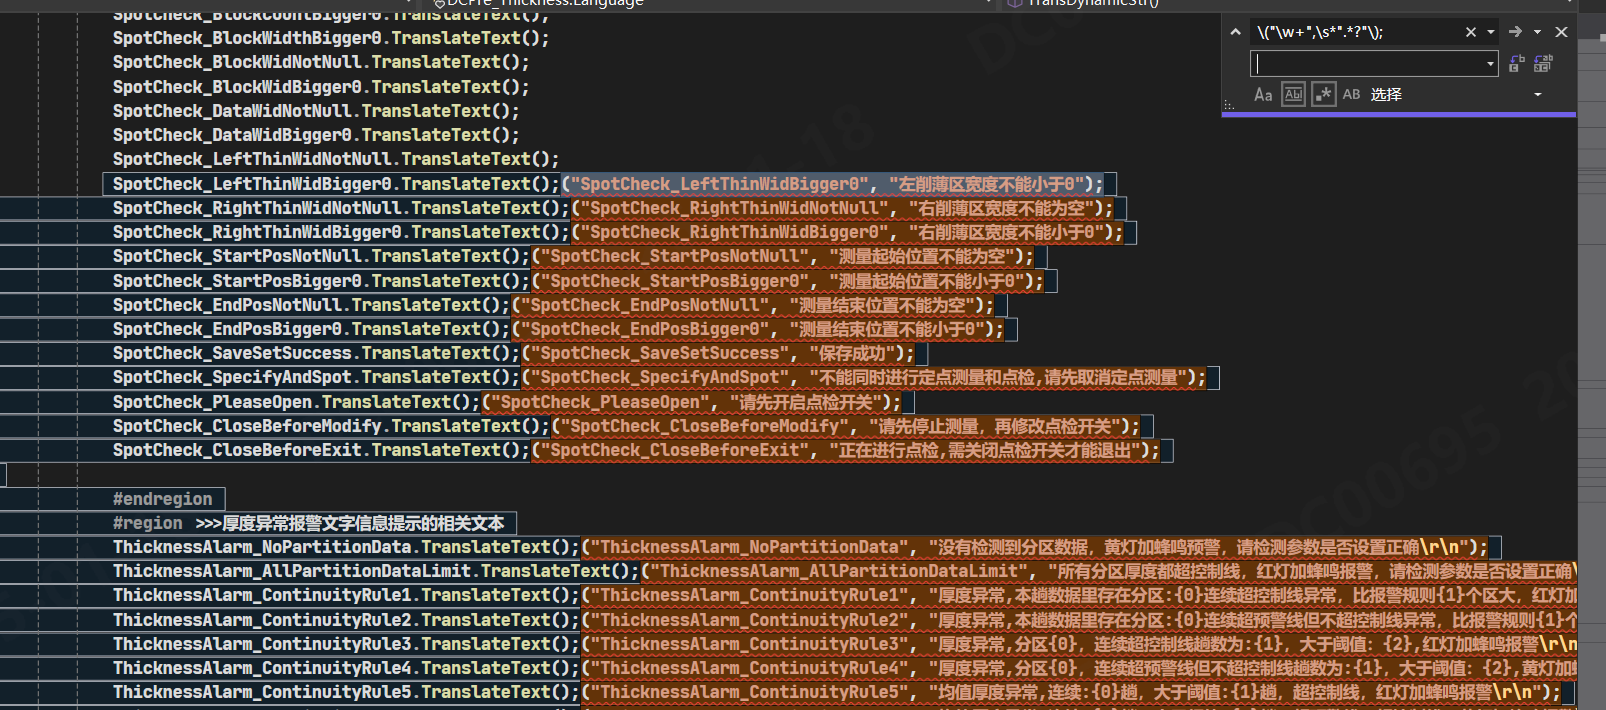 DCPre_Thickness.Language
TransDynamicStr()
SpotCheck_BlockCountBigger0.TranslateText();
SpotCheck_BlockWidthBigger0.TranslateText();
SpotCheck_BlockWidNotNull.TranslateText();
SpotCheck_BlockWidBigger0.TranslateText();
SpotCheck_DataWidNotNull.TranslateText();
SpotCheck_DataWidBigger0.TranslateText();
SpotCheck_LeftThinWidNotNull.TranslateText();
SpotCheck_LeftThinWidBigger0.TranslateText();("SpotCheck_LeftThinWidBigger0", "左削薄区宽度不能小于0");
SpotCheck_RightThinWidNotNull.TranslateText();("SpotCheck_RightThinWidNotNull", "右削薄区宽度不能为空");
SpotCheck_RightThinWidBigger0.TranslateText();("SpotCheck_RightThinWidBigger0", "右削薄区宽度不能小于0");
SpotCheck_StartPosNotNull.TranslateText();("SpotCheck_StartPosNotNull", "测量起始位置不能为空");
SpotCheck_StartPosBigger0.TranslateText();("SpotCheck_StartPosBigger0", "测量起始位置不能小于0");
SpotCheck_EndPosNotNull.TranslateText();("SpotCheck_EndPosNotNull", "测量结束位置不能为空");
SpotCheck_EndPosBigger0.TranslateText();("SpotCheck_EndPosBigger0", "测量结束位置不能小于0");
SpotCheck_SaveSetSuccess.TranslateText();("SpotCheck_SaveSetSuccess", "保存成功");
SpotCheck_SpecifyAndSpot.TranslateText();("SpotCheck_SpecifyAndSpot", "不能同时进行定点测量和点检,请先取消定点测量");
SpotCheck_PleaseOpen.TranslateText();("SpotCheck_PleaseOpen", "请先开启点检开关");
SpotCheck_CloseBeforeModify.TranslateText();("SpotCheck_CloseBeforeModify", "请先停止测量，再修改点检开关");
SpotCheck_CloseBeforeExit.TranslateText();("SpotCheck_CloseBeforeExit", "正在进行点检,需关闭点检开关才能退出");
#endregion
#region >>>厚度异常报警文字信息提示的相关文本
ThicknessAlarm_NoPartitionData.TranslateText();("ThicknessAlarm_NoPartitionData", "没有检测到分区数据，黄灯加蜂鸣预警，请检测参数是否设置正确\r\n");
ThicknessAlarm_AllPartitionDataLimit.TranslateText();("ThicknessAlarm_AllPartitionDataLimit", "所有分区厚度都超控制线，红灯加蜂鸣报警，请检测参数是否设置正确\
ThicknessAlarm_ContinuityRule1.TranslateText();("ThicknessAlarm_ContinuityRule1", "厚度异常,本趟数据里存在分区:{0}连续超控制线异常，比报警规则{1}个区大，红灯加
ThicknessAlarm_ContinuityRule2.TranslateText();("ThicknessAlarm_ContinuityRule2", "厚度异常,本趟数据里存在分区:{0}连续超预警线但不超控制线异常，比报警规则{1}个
ThicknessAlarm_ContinuityRule3.TranslateText();("ThicknessAlarm_ContinuityRule3", "厚度异常,分区{0}，连续超控制线趟数为:{1}，大于阈值：{2},红灯加蜂鸣报警\r\n
ThicknessAlarm_ContinuityRule4.TranslateText();("ThicknessAlarm_ContinuityRule4", "厚度异常,分区{0}，连续超预警线但不超控制线趟数为:{1}，大于阈值：{2},黄灯加蜂
ThicknessAlarm_ContinuityRule5.TranslateText();("ThicknessAlarm_ContinuityRule5", "均值厚度异常,连续:{0}趟，大于阈值:{1}趟，超控制线，红灯加蜂鸣报警\r\n");
\("\w+",\s*".*?"\);
Aa Abl .* AB 选择
DC00695